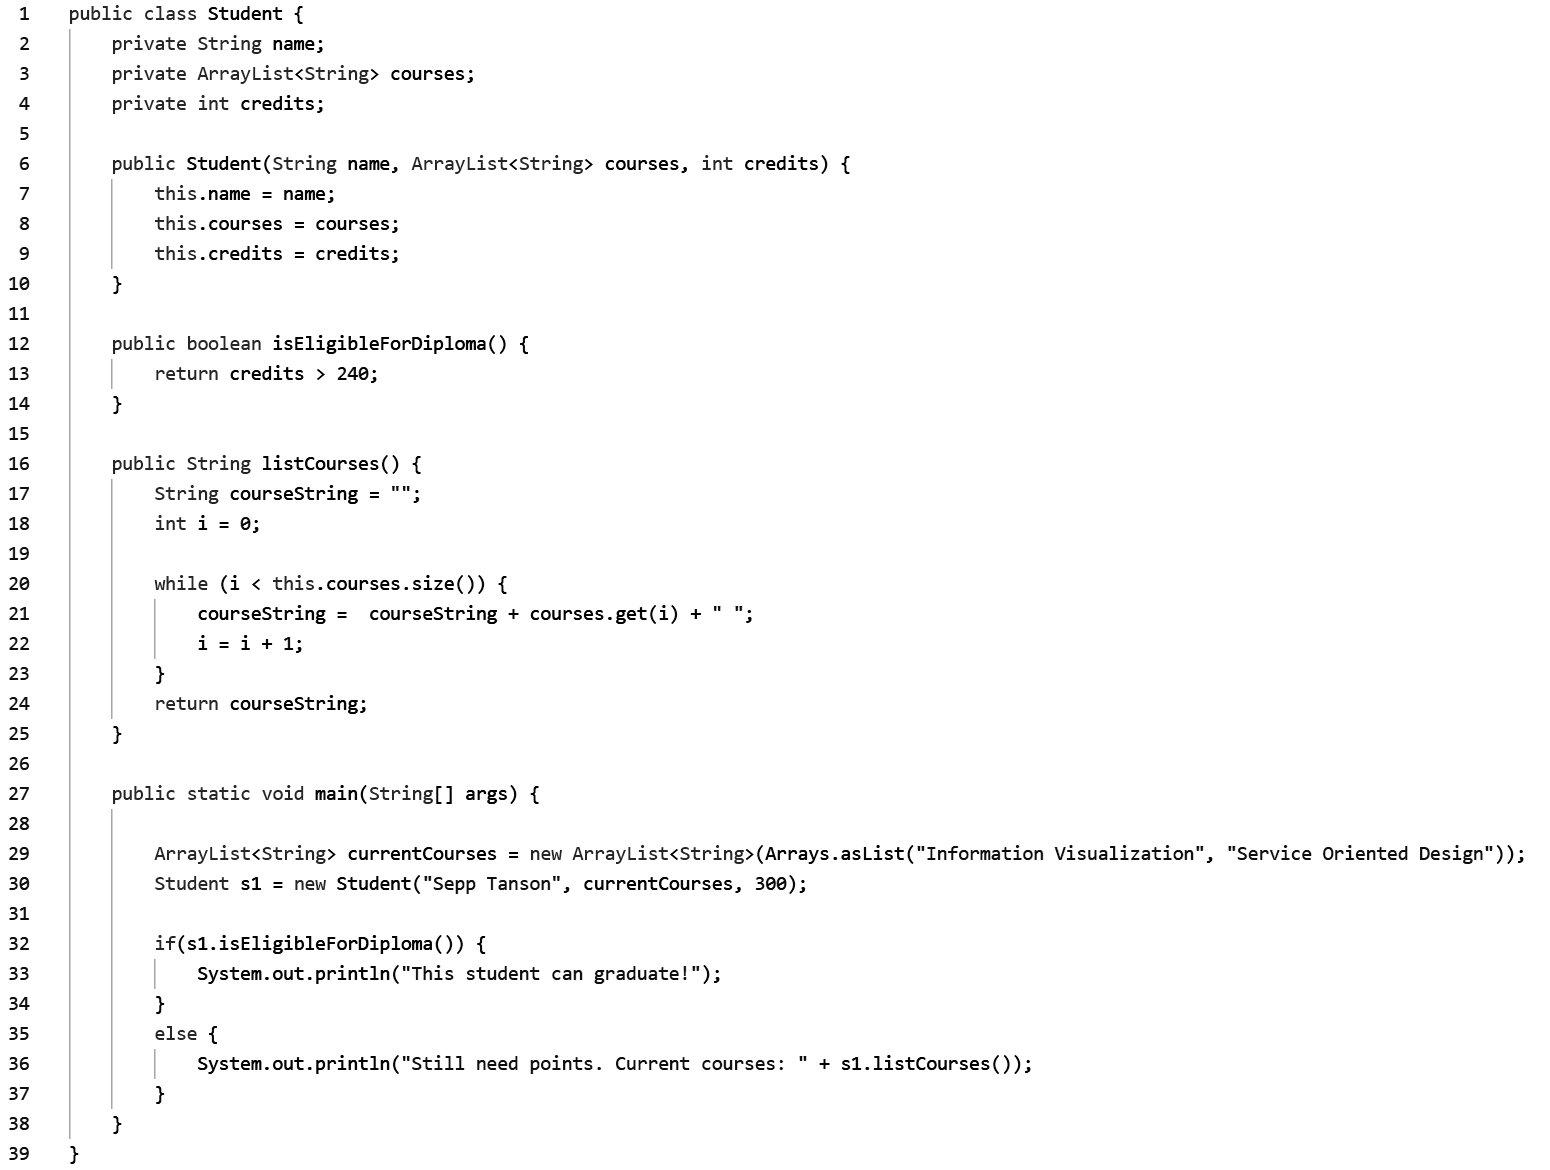 1 public class Student {
2     private String name;
3     private ArrayList<String> courses;
4     private int credits;
5
6     public Student(String name, ArrayList<String> courses, int credits) {
7         this.name = name;
8         this.courses = courses;
9         this.credits = credits;
10     }
11
12     public boolean isEligibleForDiploma() {
13         return credits > 240;
14     }
15
16     public String listCourses() {
17         String courseString = "";
18         int i = 0;
19
20         while (i < this.courses.size()) {
21             courseString =  courseString + courses.get(i) + " ";
22             i = i + 1;
23         }
24         return courseString;
25     }
26
27     public static void main(String[] args) {
28
29         ArrayList<String> currentCourses = new ArrayList<String>(Arrays.asList("Information Visualization", "Service Oriented Design"));
30         Student s1 = new Student("Sepp Tanson", currentCourses, 300);
31
32         if(s1.isEligibleForDiploma()) {
33             System.out.println("This student can graduate!");
34         }
35         else {
36             System.out.println("Still need points. Current courses: " + s1.listCourses());
37         }
38     }
39 }